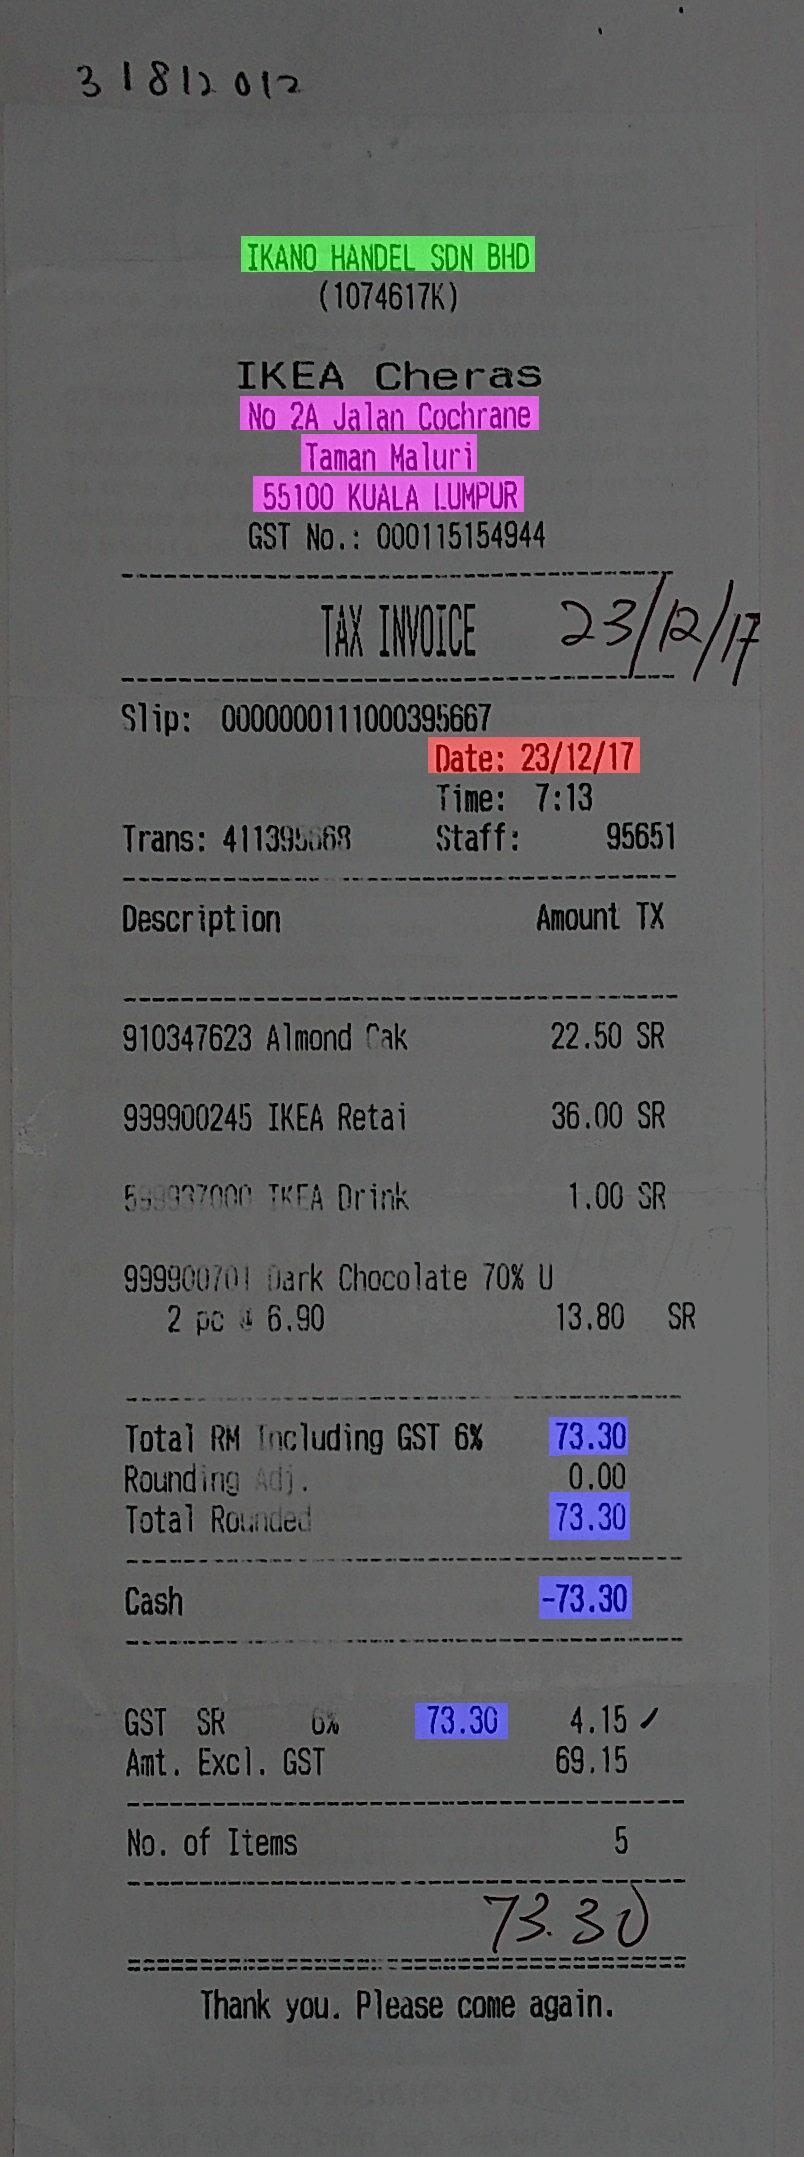 31812012
IKANO HANDEL SDN BHD
(1074617K)
IKEA Cheras
No 2A Jalan Cochrane
Taman Maluri
55100 KUALA LUMPUR
GST No.: 000115154944
TAX INVOICE 23/12/17
Slip: 0000000111000395667
Date: 23/12/17
Time: 7:13
Trans: 411395668 Staff: 95651
Description Amount TX
910347623 Almond Cak 22.50 SR
999900245 IKEA Retai 36.00 SR
IKEA Drink 1.00 SR
999900701 Dark Chocolate 70% U
2 pc @ 6.90 13.80 SR
Total RM Including GST 6% 73.30
Rounding Adj. 0.00
Total Rounded 73.30
Cash -73.30
GST SR 6% 73.30 4.15
Amt. Excl. GST 69.15
No. of Items 5
73.30
Thank you. Please come again.